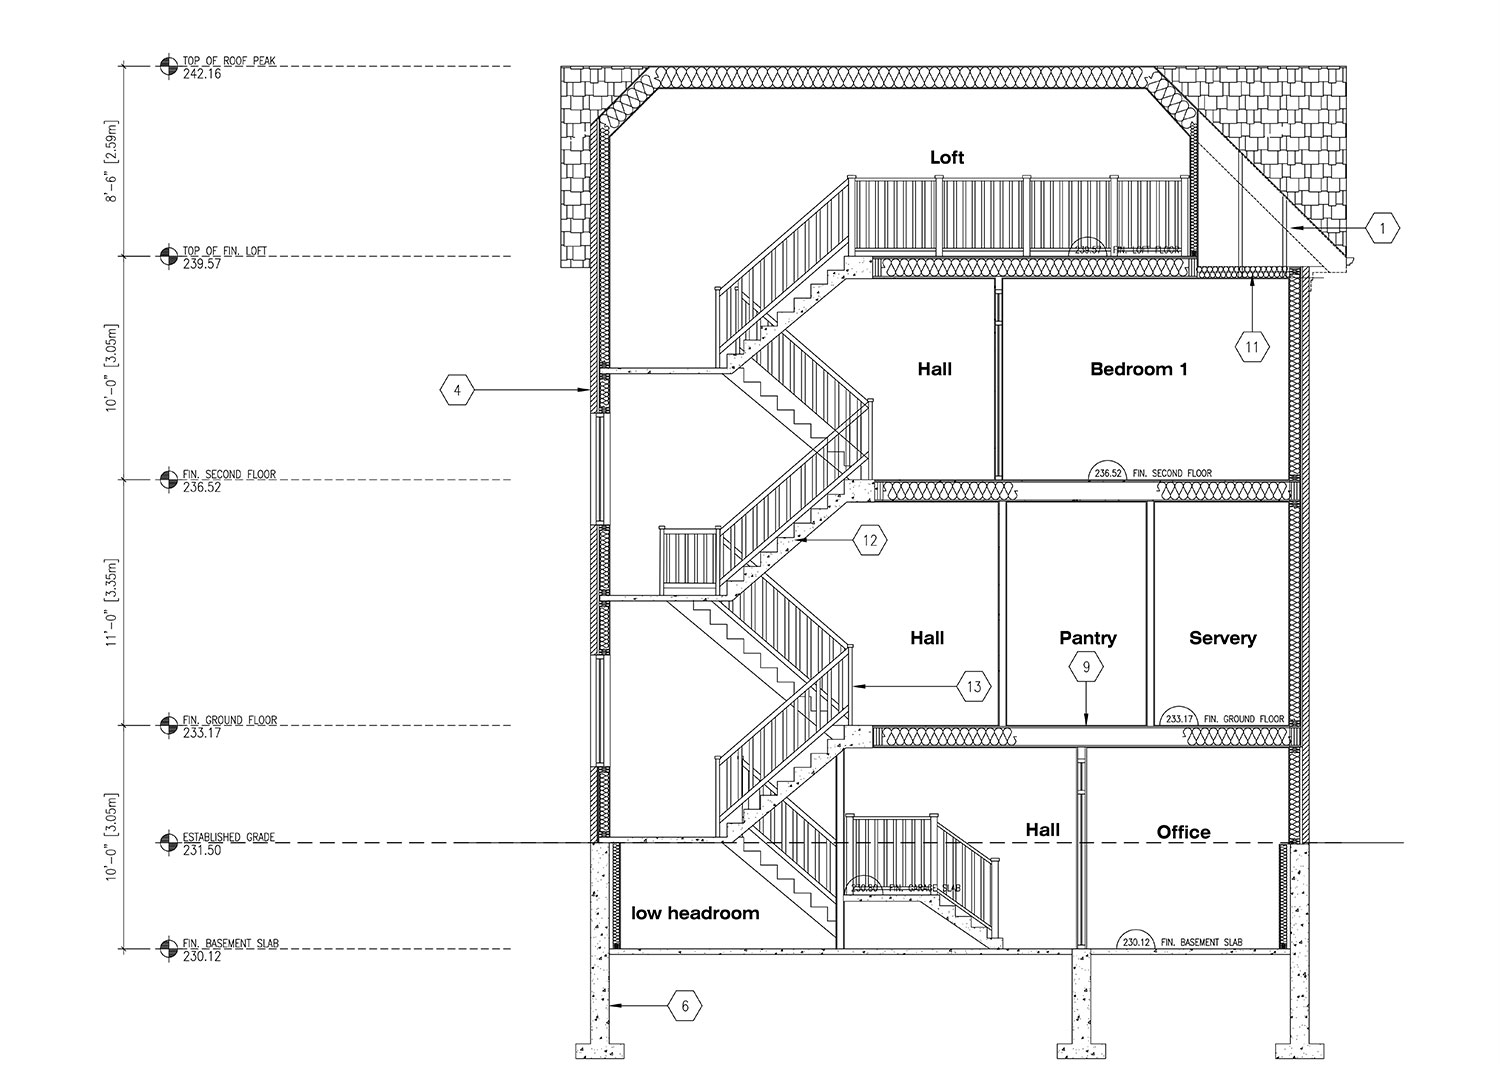 TOP OF ROOF PEAK
242.16
8'-6" [2.59m]
Loft
1
TOP OF FIN. LOFT
239.57
239.57 FIN. LOFT FLOOR
10'-0" [3.05m]
11
Hall
Bedroom 1
4
FIN. SECOND FLOOR
236.52
236.52 FIN. SECOND FLOOR
12
11'-0" [3.35m]
Hall
Pantry
Servery
9
13
FIN. GROUND FLOOR
233.17
233.17 FIN. GROUND FLOOR
10'-0" [3.05m]
Hall
Office
ESTABLISHED GRADE
231.50
230.80 FIN. GARAGE SLAB
low headroom
FIN. BASEMENT SLAB
230.12
230.12 FIN. BASEMENT SLAB
6